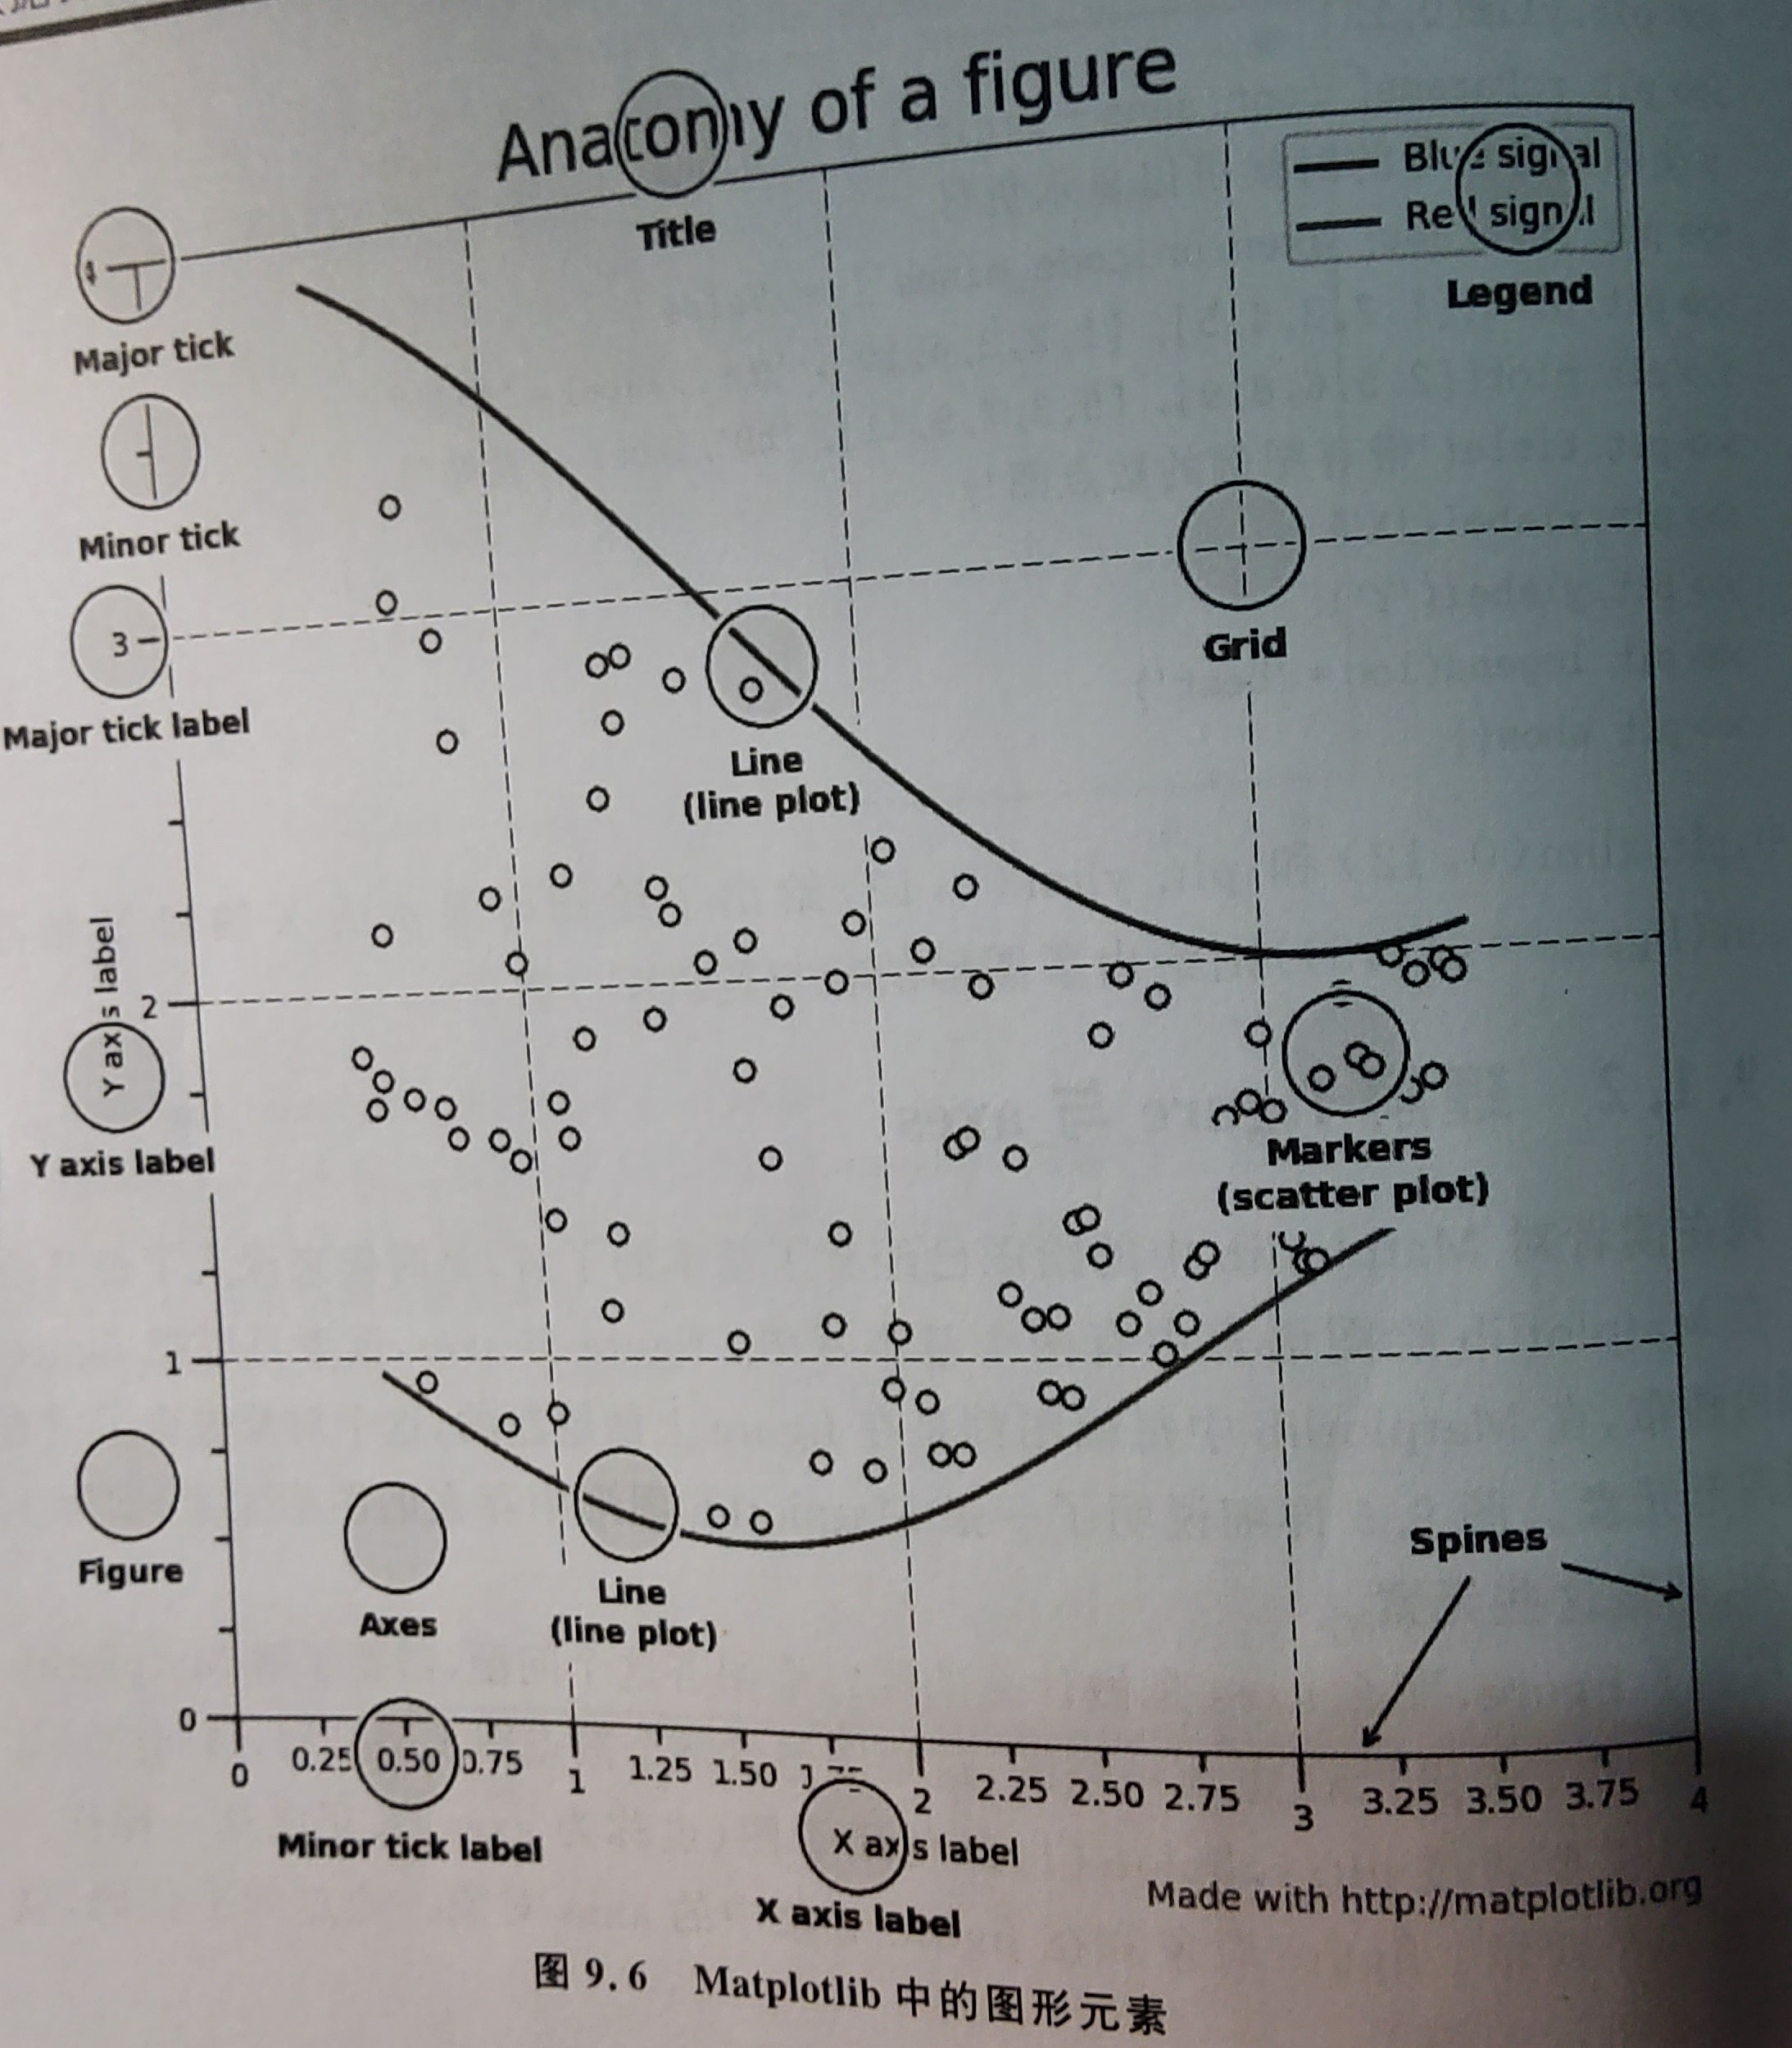 Anatomy of a figure
Blue signal
Red signal
Title
Legend
Major tick
Minor tick
3
Grid
Major tick label
Line
(line plot)
Y axis label
2
Y axis label
Markers
(scatter plot)
1
Figure
Axes
Line
(line plot)
Spines
0
0 0.25 0.50 0.75 1 1.25 1.50 2 2.25 2.50 2.75 3 3.25 3.50 3.75 4
Minor tick label
X axis label
X axis label
Made with http://matplotlib.org
图 9.6 Matplotlib 中的图形元素